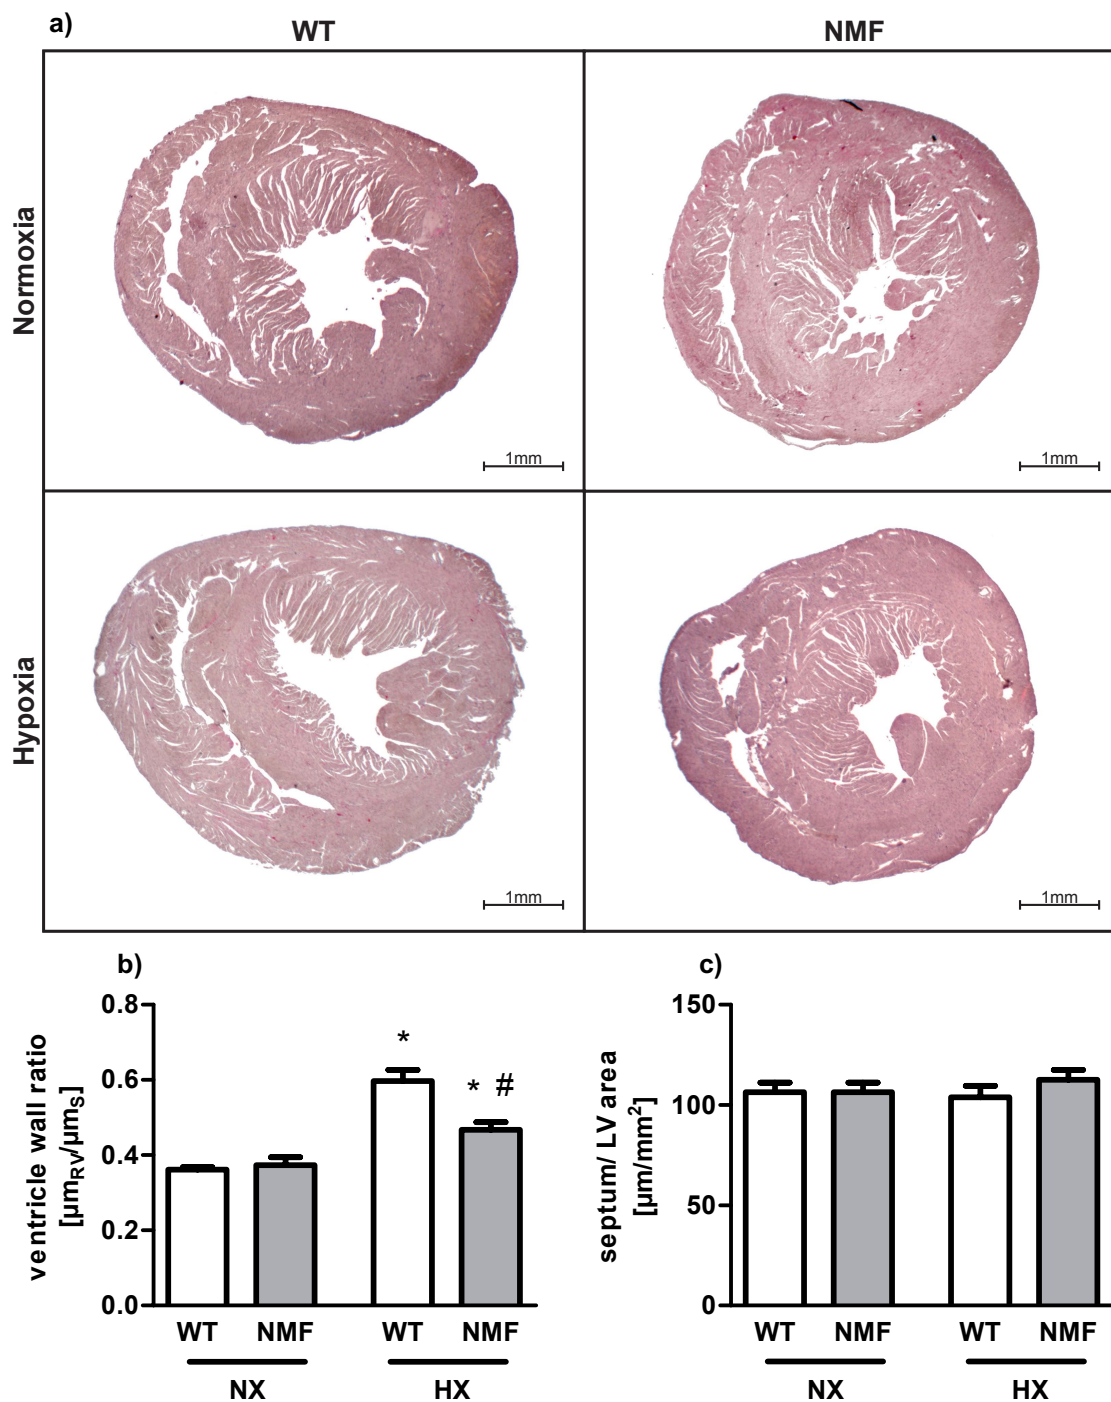 a)
WT NMF
Normoxia
1mm 1mm
Hypoxia
1mm 1mm
b)
ventricle wall ratio
[µm_RV/µm_S]
0.8
0.6
0.4
0.2
0.0
*
* #
WT NMF WT NMF
NX HX
c)
septum/ LV area
[µm/mm²]
150
100
50
0
WT NMF WT NMF
NX HX